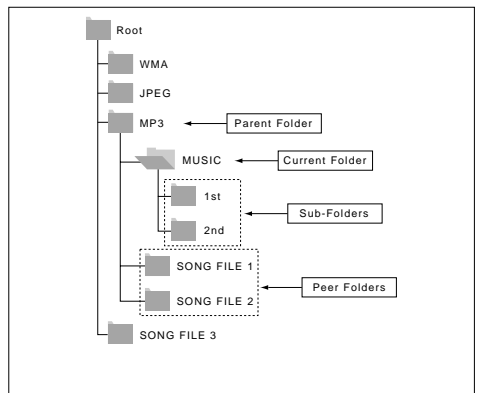 Root
WMA
JPEG
MP3
Parent Folder
MUSIC
Current Folder
1st
Sub-Folders
2nd
SONG FILE 1
Peer Folders
SONG FILE 2
SONG FILE 3